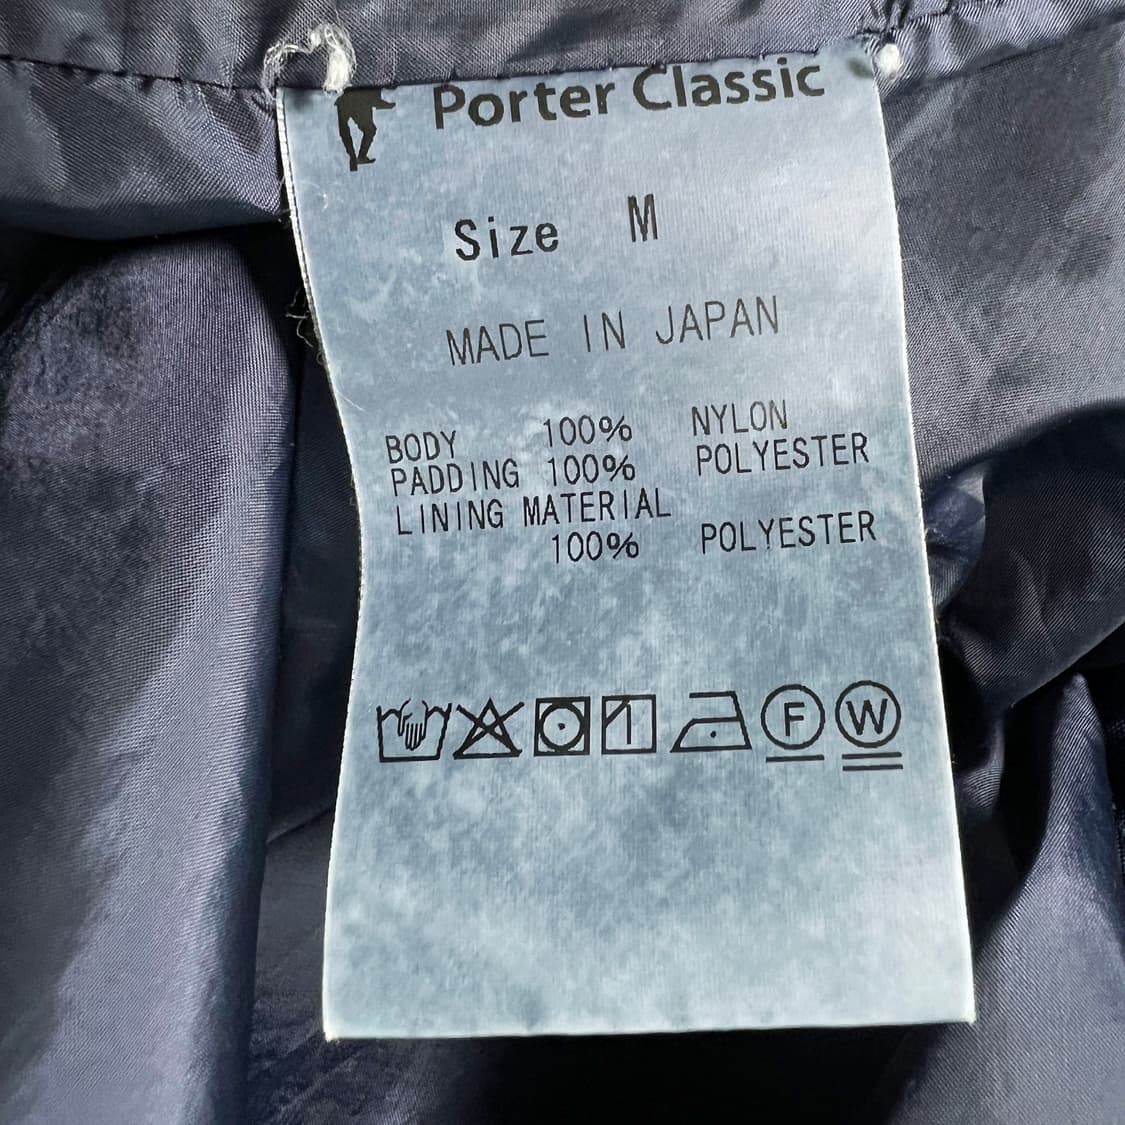 Porter Classic
Size M
MADE IN JAPAN
BODY 100% NYLON
PADDING 100% POLYESTER
LINING MATERIAL
100% POLYESTER
F W